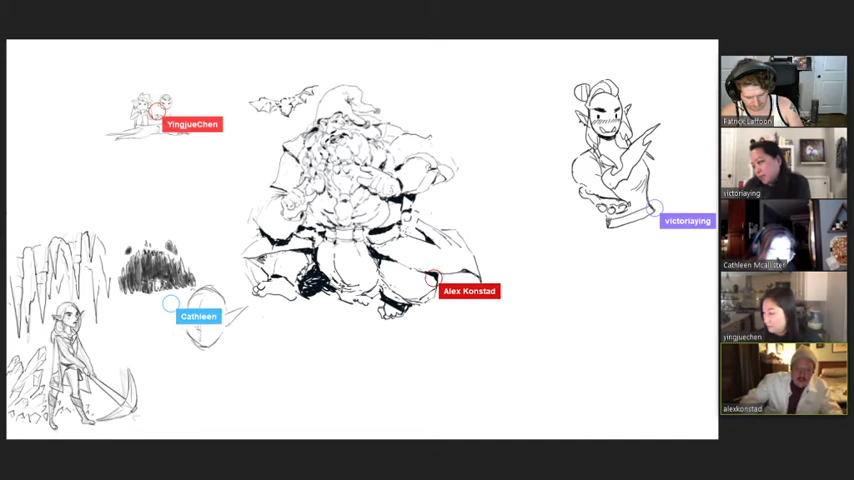 YingjueChen
victoriaying
Cathleen
Alex Konstad
Patrick Laffoon
victoriaying
Cathleen Mcallister
yingjuechen
alexkonstad